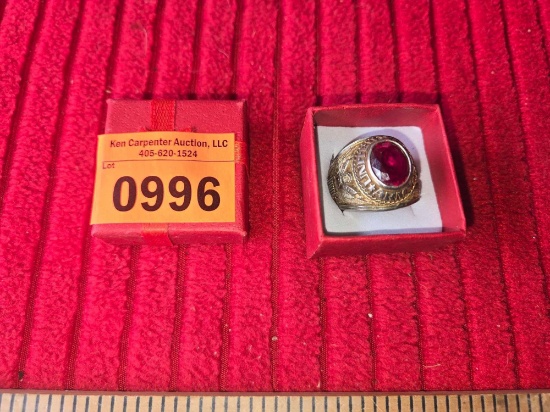 Ken Carpenter Auction, LLC
405-620-1524
Lot
0996